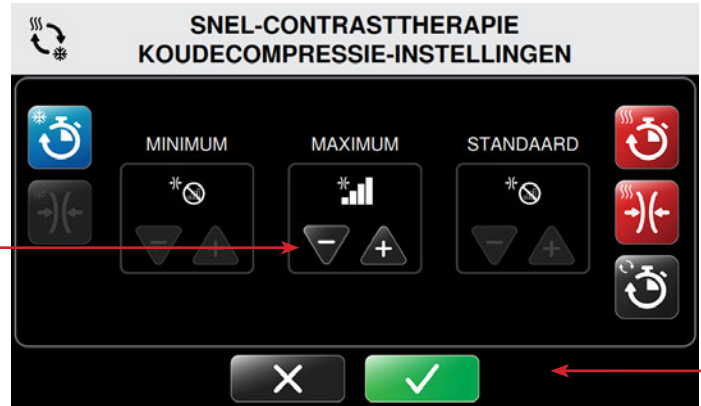 SNEL-CONTRASTTHERAPIE
KOUDECOMPRESSIE-INSTELLINGEN
MINIMUM
MAXIMUM
STANDAARD